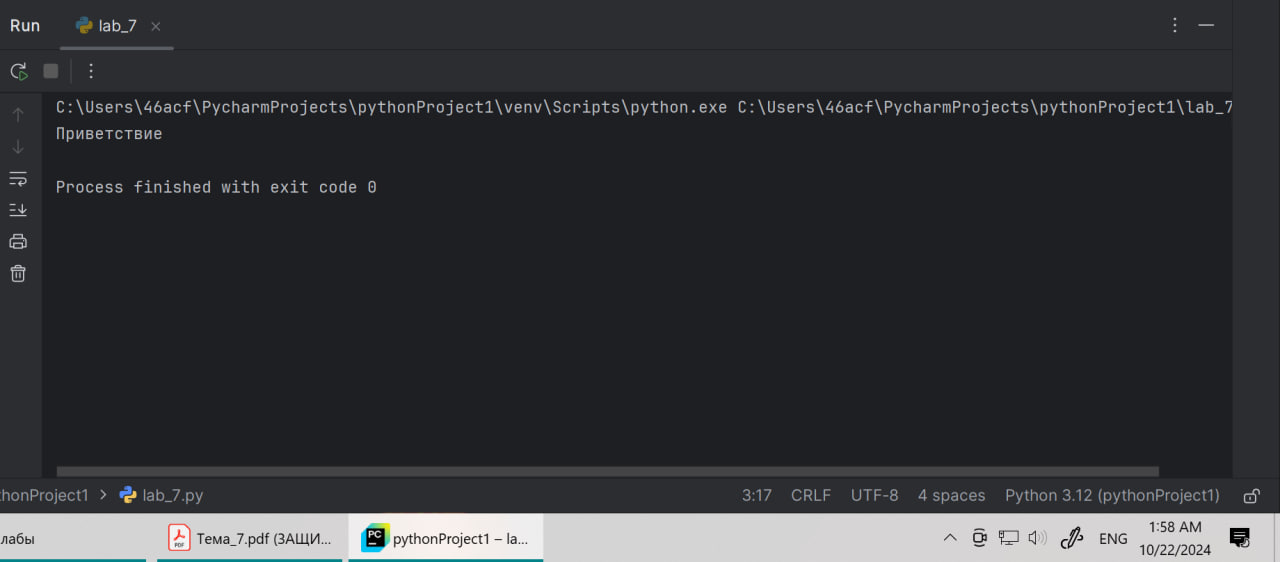 Run lab_7
C:\Users\46acf\PycharmProjects\pythonProject1\venv\Scripts\python.exe C:\Users\46acf\PycharmProjects\pythonProject1\lab_7
Приветствие
Process finished with exit code 0
thonProject1 > lab_7.py 3:17 CRLF UTF-8 4 spaces Python 3.12 (pythonProject1)
лабы Тема_7.pdf (ЗАЩИ... PC pythonProject1 – la... ENG 1:58 AM
10/22/2024